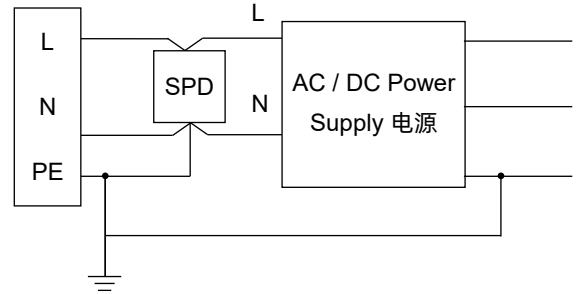 L
N
PE
SPD
L
N
AC / DC Power
Supply 电源